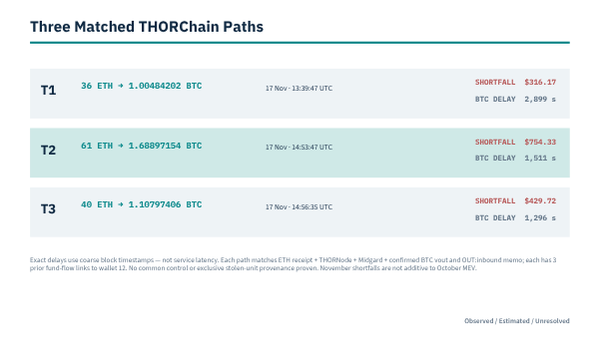 Three Matched THORChain Paths
T1
36 ETH → 1.00484202 BTC
17 Nov · 13:39:47 UTC
SHORTFALL $316.17
BTC DELAY 2,899 s
T2
61 ETH → 1.68897154 BTC
17 Nov · 14:53:47 UTC
SHORTFALL $754.33
BTC DELAY 1,511 s
T3
40 ETH → 1.10797406 BTC
17 Nov · 14:56:35 UTC
SHORTFALL $429.72
BTC DELAY 1,296 s
Exact delays use coarse block timestamps — not service latency. Each path matches ETH receipt + THORNode + Midgard + confirmed BTC vout and OUT:inbound memo; each has 3
prior fund-flow links to wallet 12. No common control or exclusive stolen-unit provenance proven. November shortfalls are not additive to October MEV.
Observed / Estimated / Unresolved